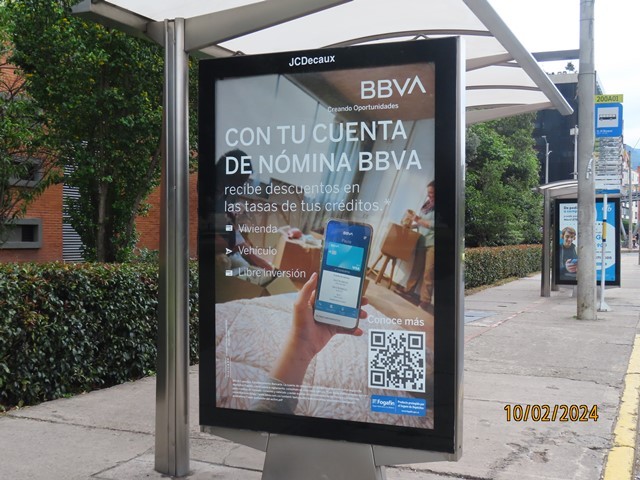 JCDecaux
BBVA
Creando Oportunidades
CON TU CUENTA
DE NÓMINA BBVA
recibe descuentos en
las tasas de tus créditos.*
Vivienda
Vehículo
Libre inversión
Conoce más
Fogafín
200A01
10/02/2024